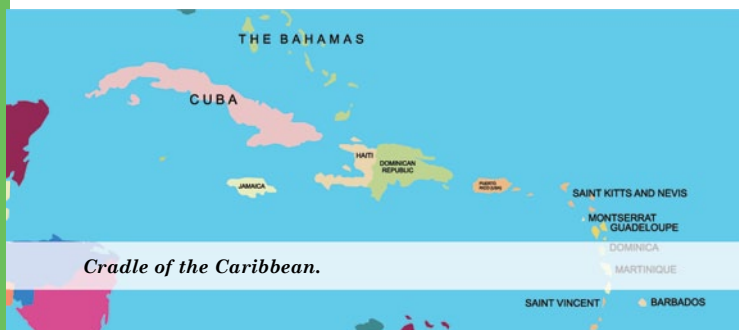 THE BAHAMAS
CUBA
HAITI
DOMINICAN
REPUBLIC
JAMAICA
PUERTO
RICO (USA)
SAINT KITTS AND NEVIS
MONTSERRAT
GUADELOUPE
DOMINICA
Cradle of the Caribbean.
MARTINIQUE
SAINT VINCENT
BARBADOS